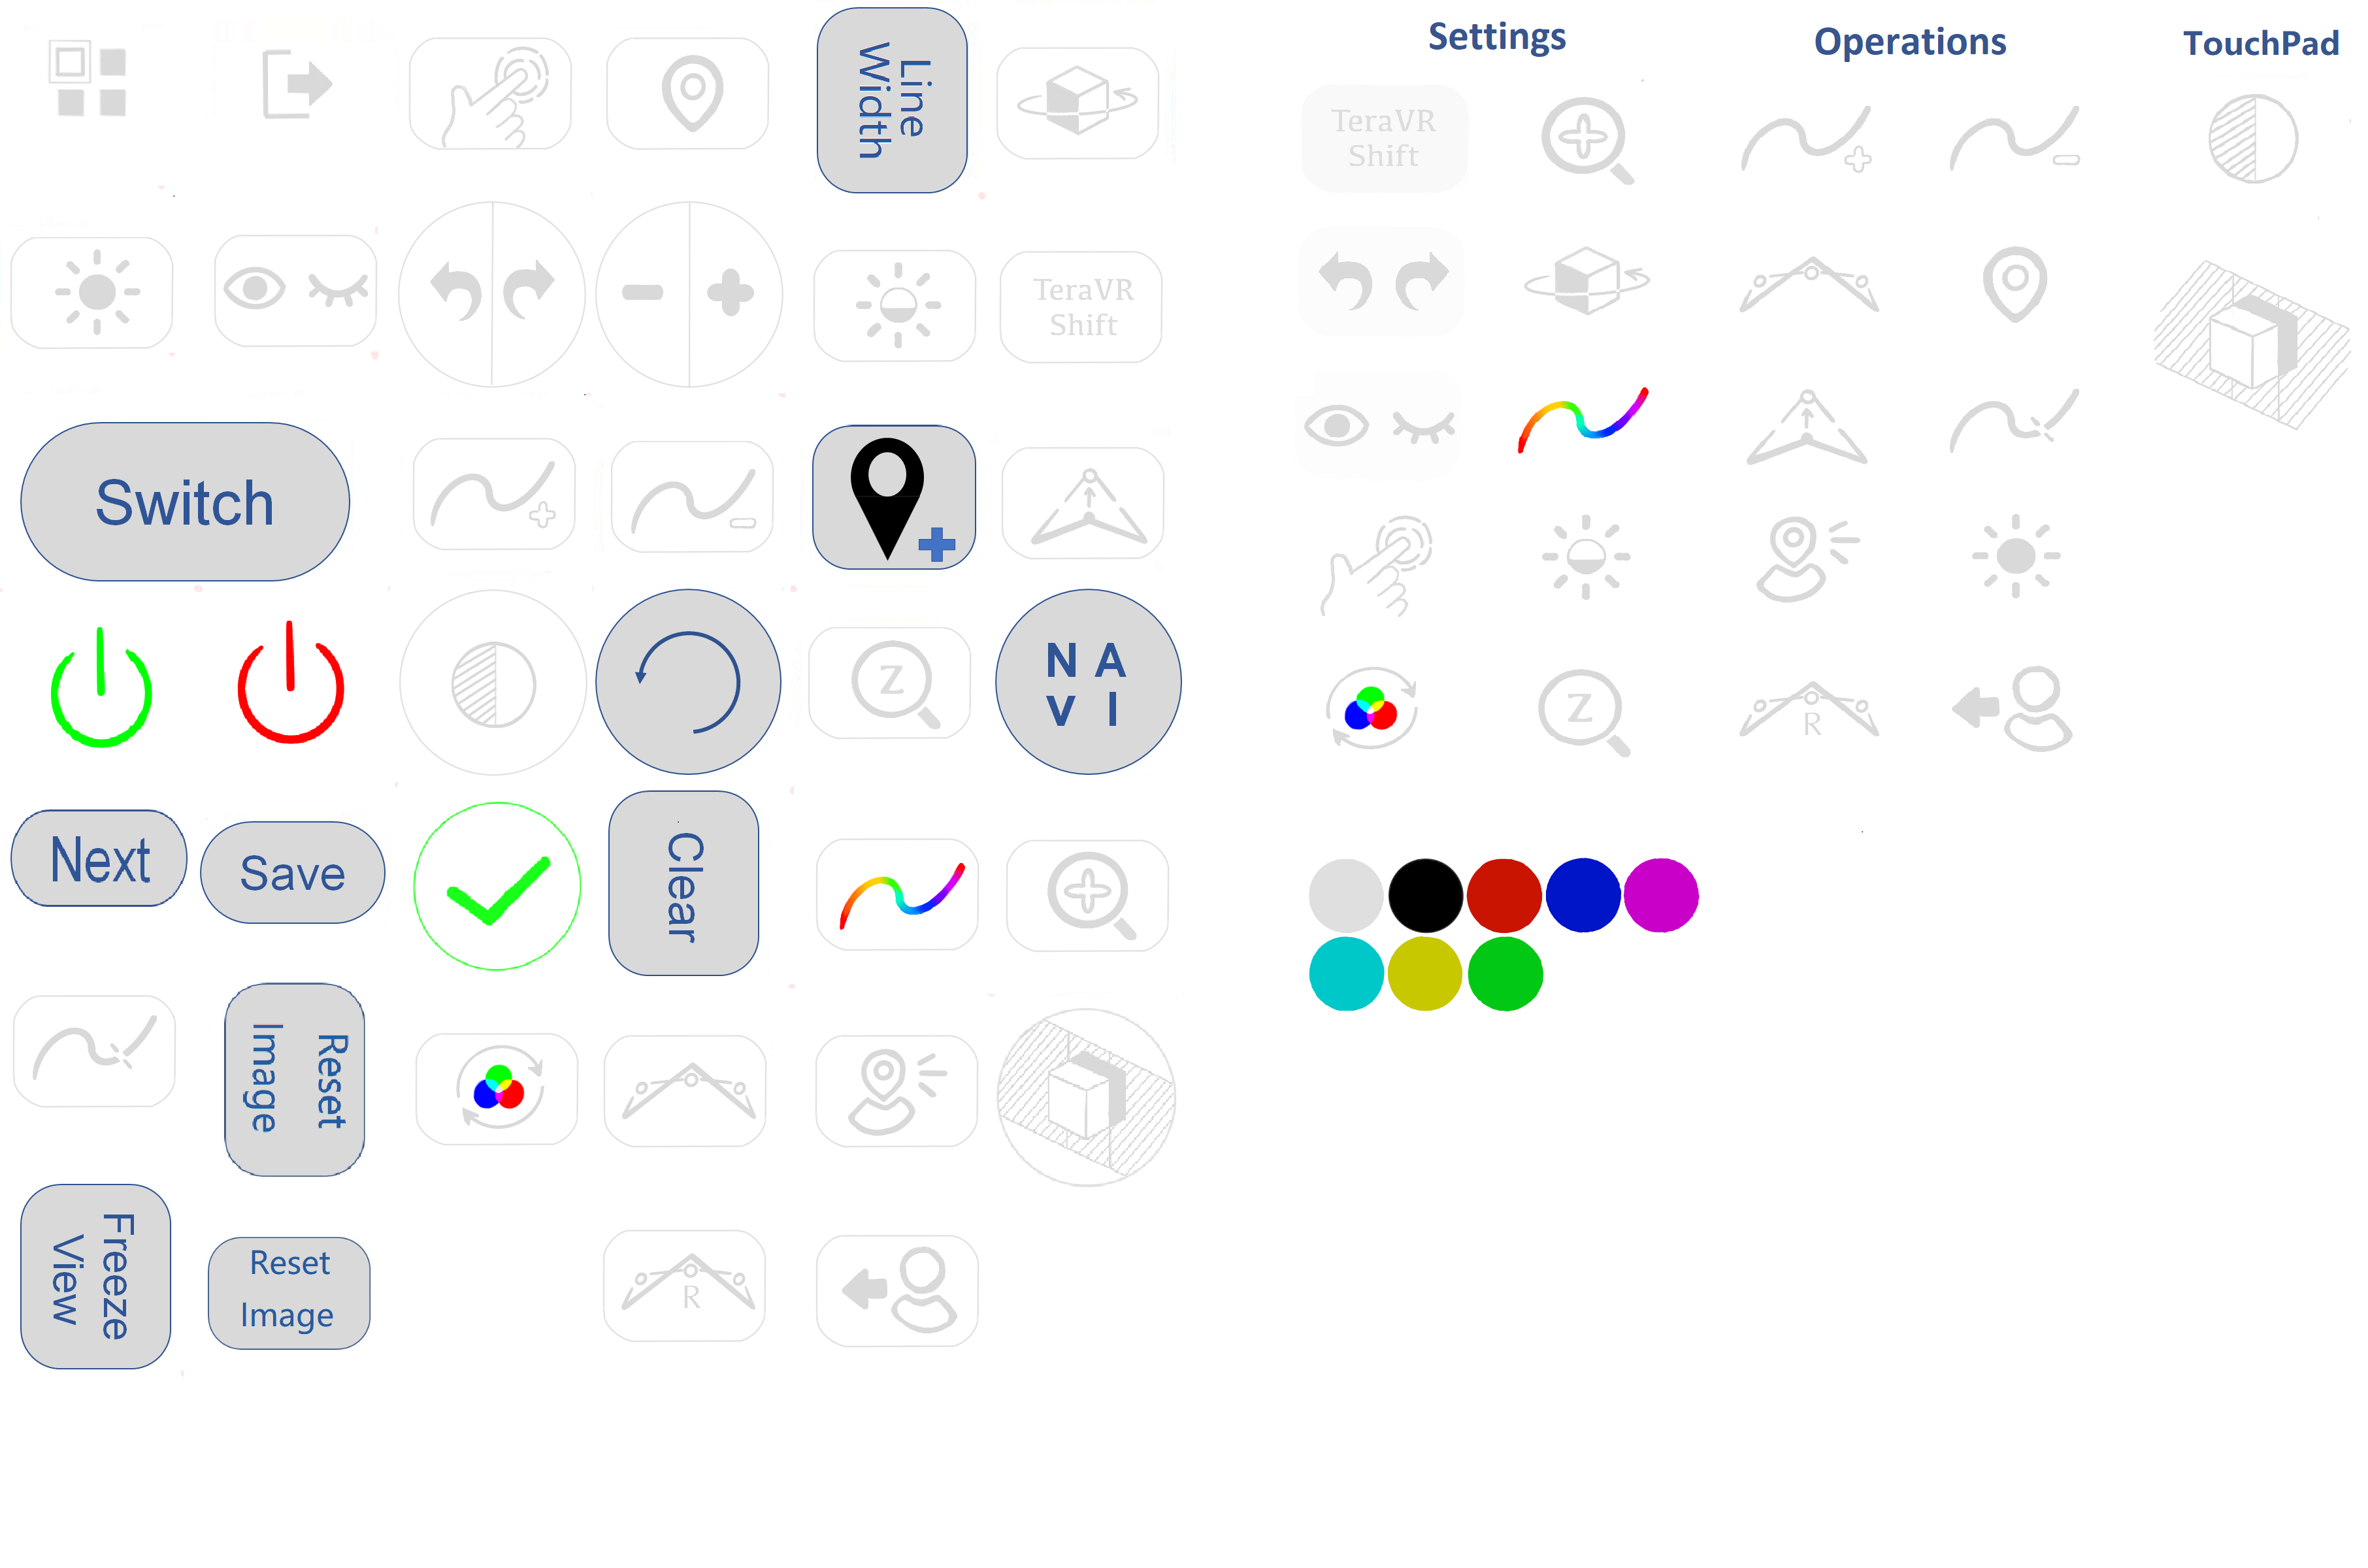 Line
Width
Settings
Operations
TouchPad
TeraVR
Shift
TeraVR
Shift
Switch
Z
N A
V I
Z
R
Next
Save
Clear
Reset
Image
Freeze
View
Reset
Image
R